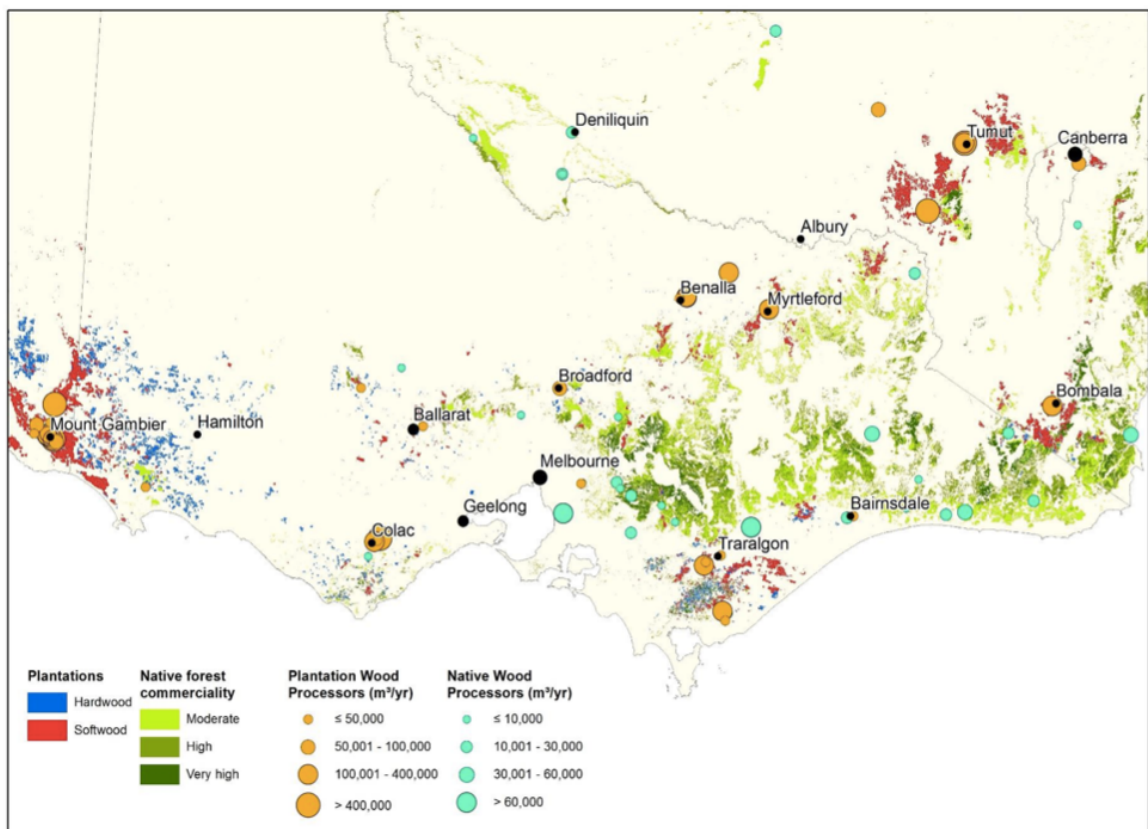 Deniliquin
Tumut
Canberra
Albury
Benalla
Myrtleford
Broadford
Bombala
Mount Gambier
Hamilton
Ballarat
Melbourne
Geelong
Bairnsdale
Colac
Traralgon
Plantations
Hardwood
Softwood
Native forest
commerciality
Moderate
High
Very high
Plantation Wood
Processors (m³/yr)
≤ 50,000
50,001 - 100,000
100,001 - 400,000
> 400,000
Native Wood
Processors (m³/yr)
≤ 10,000
10,001 - 30,000
30,001 - 60,000
> 60,000